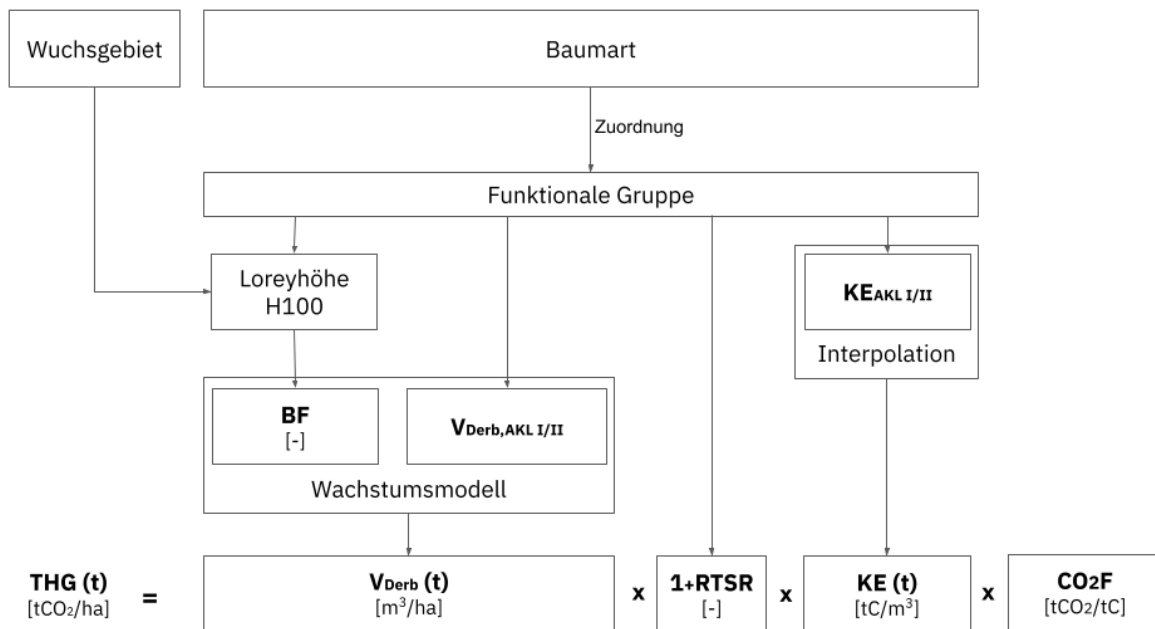 Wuchsgebiet
Baumart
Zuordnung
Funktionale Gruppe
Loreyhöhe
H100
KEAKL I/II
Interpolation
BF
[-]
VDerb,AKL I/II
Wachstumsmodell
THG (t)
[tCO2/ha]
=
VDerb (t)
[m³/ha]
x
1+RTSR
[-]
x
KE (t)
[tC/m³]
x
CO2F
[tCO2/tC]